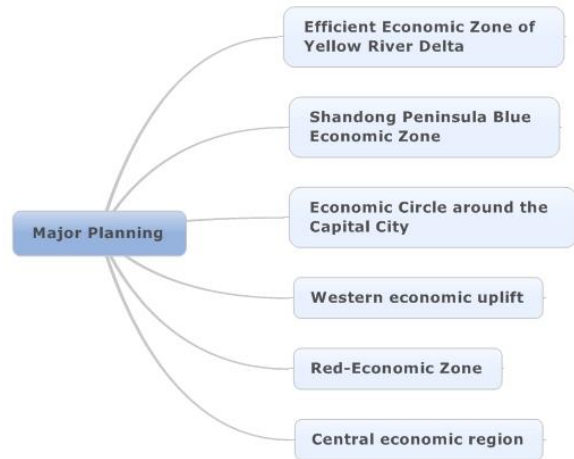 Efficient Economic Zone of
Yellow River Delta
Shandong Peninsula Blue
Economic Zone
Economic Circle around the
Capital City
Major Planning
Western economic uplift
Red-Economic Zone
Central economic region